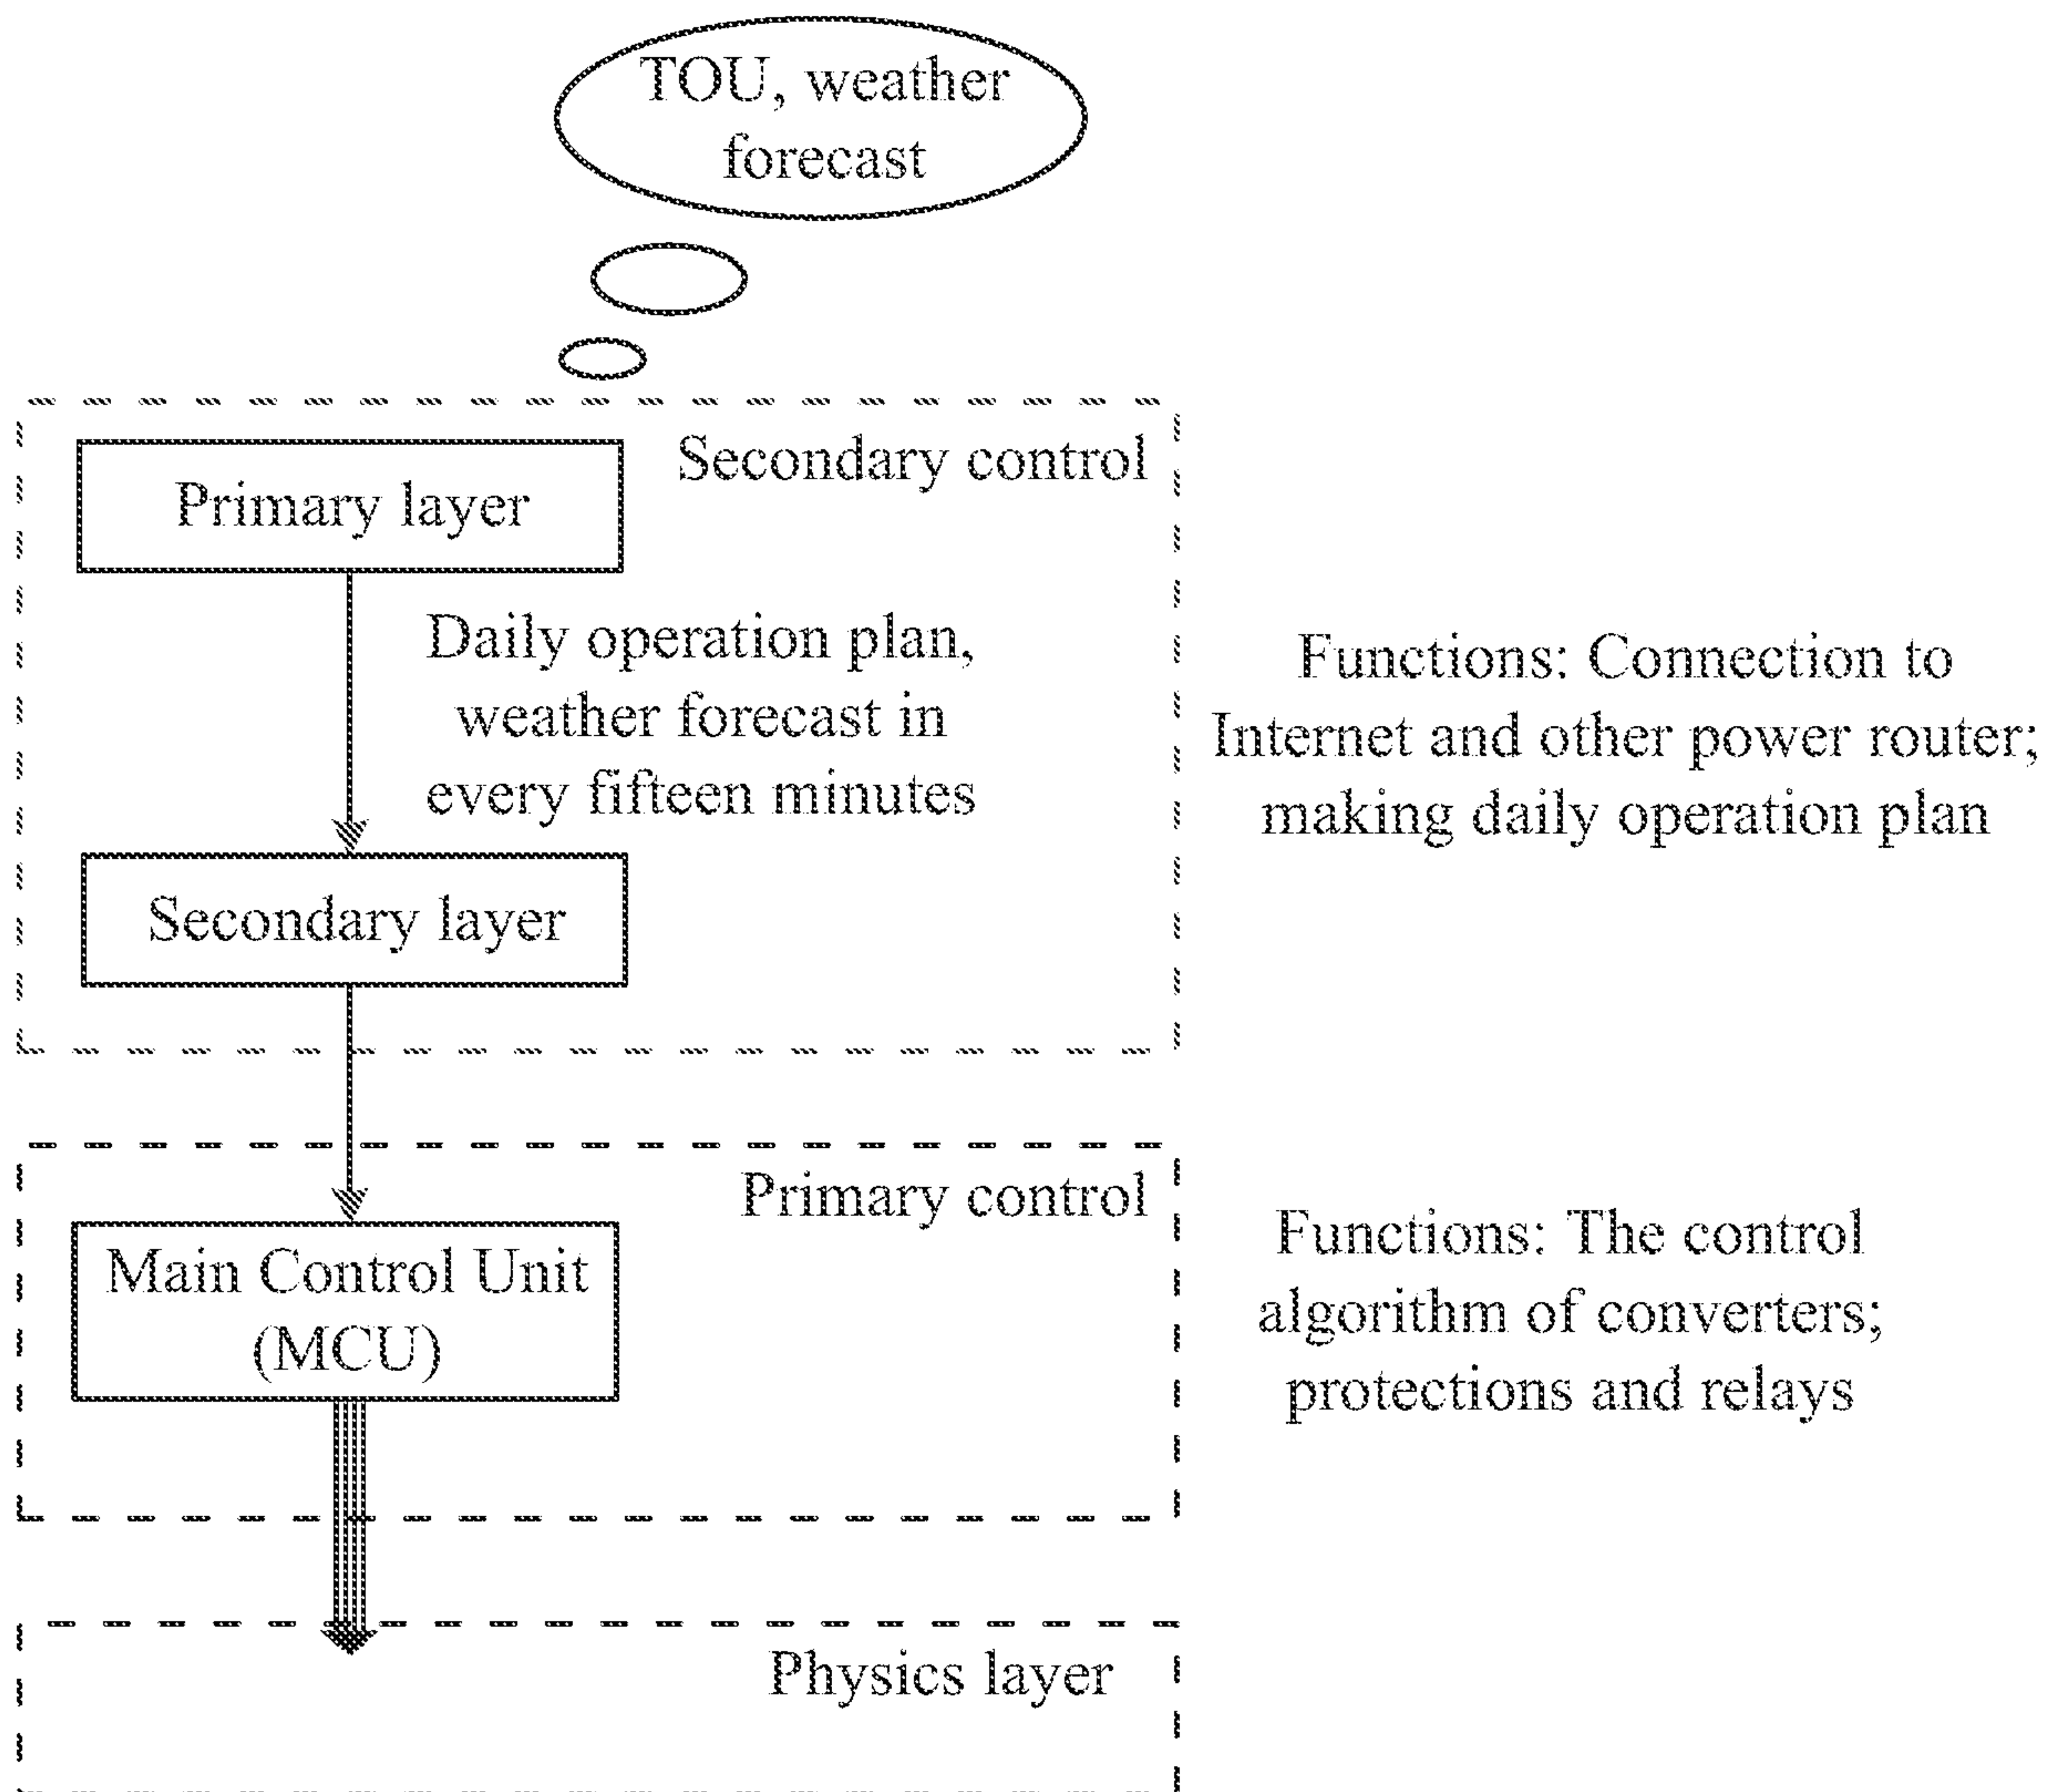 TOU, weather
forecast
Secondary control
Primary layer
Daily operation plan,
weather forecast in
every fifteen minutes
Functions: Connection to
Internet and other power router;
making daily operation plan
Secondary layer
Primary control
Main Control Unit
(MCU)
Functions: The control
algorithm of converters;
protections and relays
Physics layer